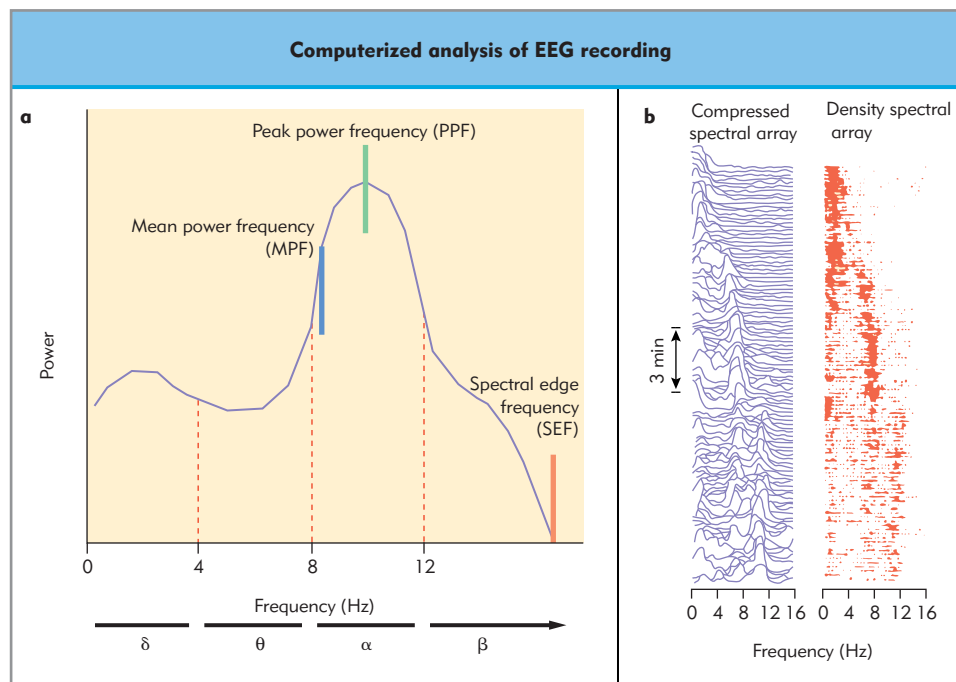 Computerized analysis of EEG recording
a
Peak power frequency (PPF)
Mean power frequency
(MPF)
Spectral edge
frequency
(SEF)
Power
0 4 8 12
Frequency (Hz)
δ θ α β
b
Compressed
spectral array
Density spectral
array
3 min
0 4 8 12 16 0 4 8 12 16
Frequency (Hz)